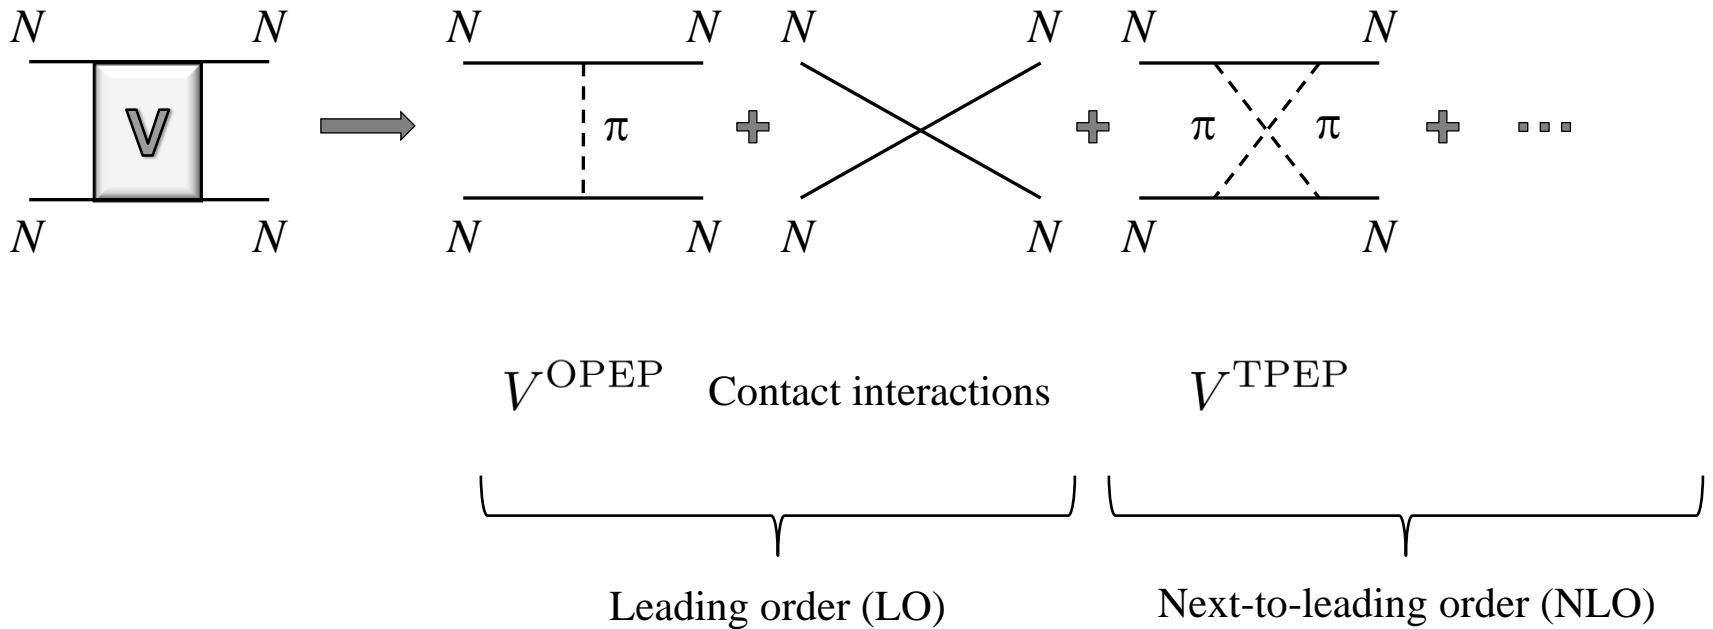 N N N N N N N N
V π + + π π + ...
N N N N N N N N
V^OPEP Contact interactions V^TPEP
Leading order (LO) Next-to-leading order (NLO)